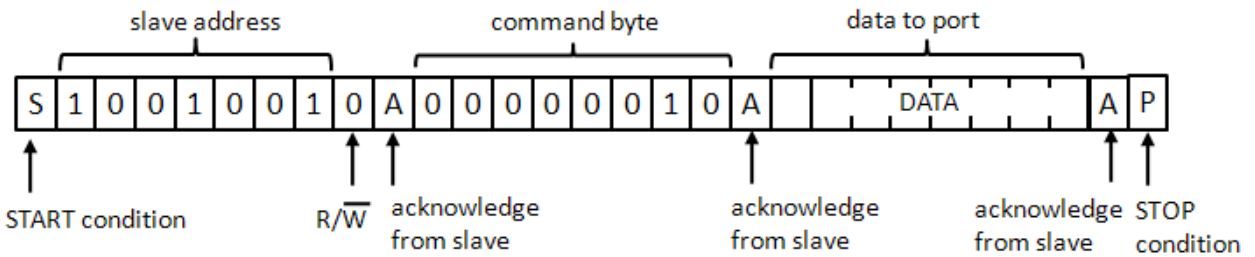 slave address command byte data to port
S 1 0 0 1 0 0 1 0 A 0 0 0 0 0 0 1 0 A DATA A P
START condition R/W̅ acknowledge from slave acknowledge from slave acknowledge from slave STOP condition